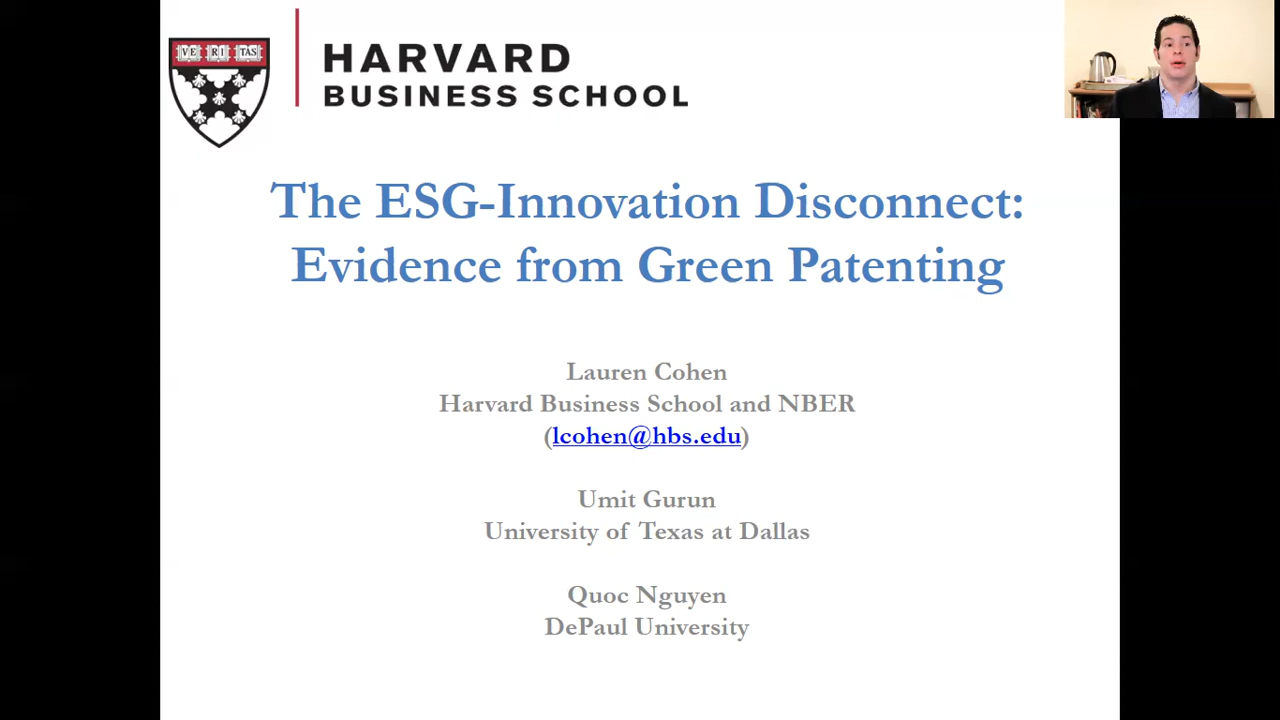 VE RI TAS
HARVARD
BUSINESS SCHOOL
The ESG-Innovation Disconnect:
Evidence from Green Patenting
Lauren Cohen
Harvard Business School and NBER
(lcohen@hbs.edu)
Umit Gurun
University of Texas at Dallas
Quoc Nguyen
DePaul University